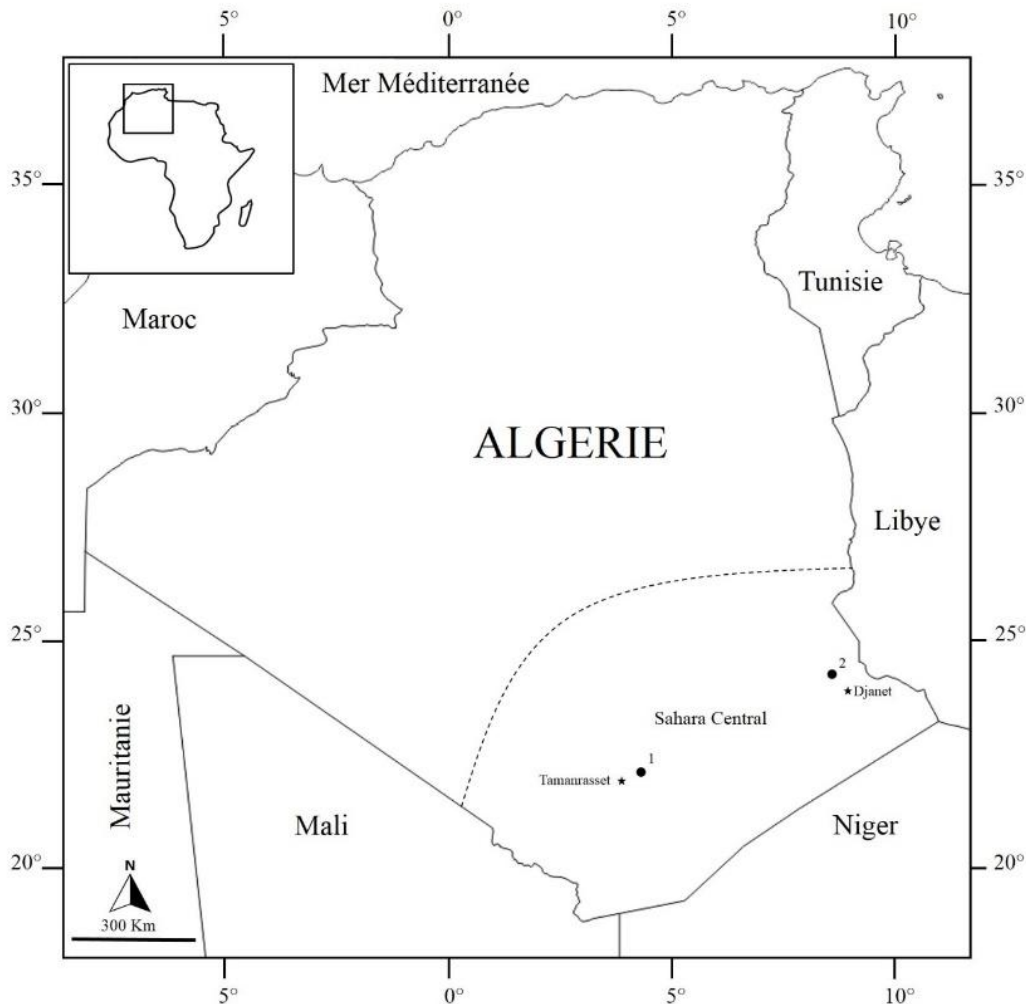 5°
0°
5°
10°
Mer Méditerranée
35°
35°
Maroc
Tunisie
30°
30°
ALGERIE
Libye
25°
25°
2
Djanet
Sahara Central
1
Tamanrasset
Mauritanie
Mali
Niger
20°
20°
N
300 Km
5°
0°
5°
10°